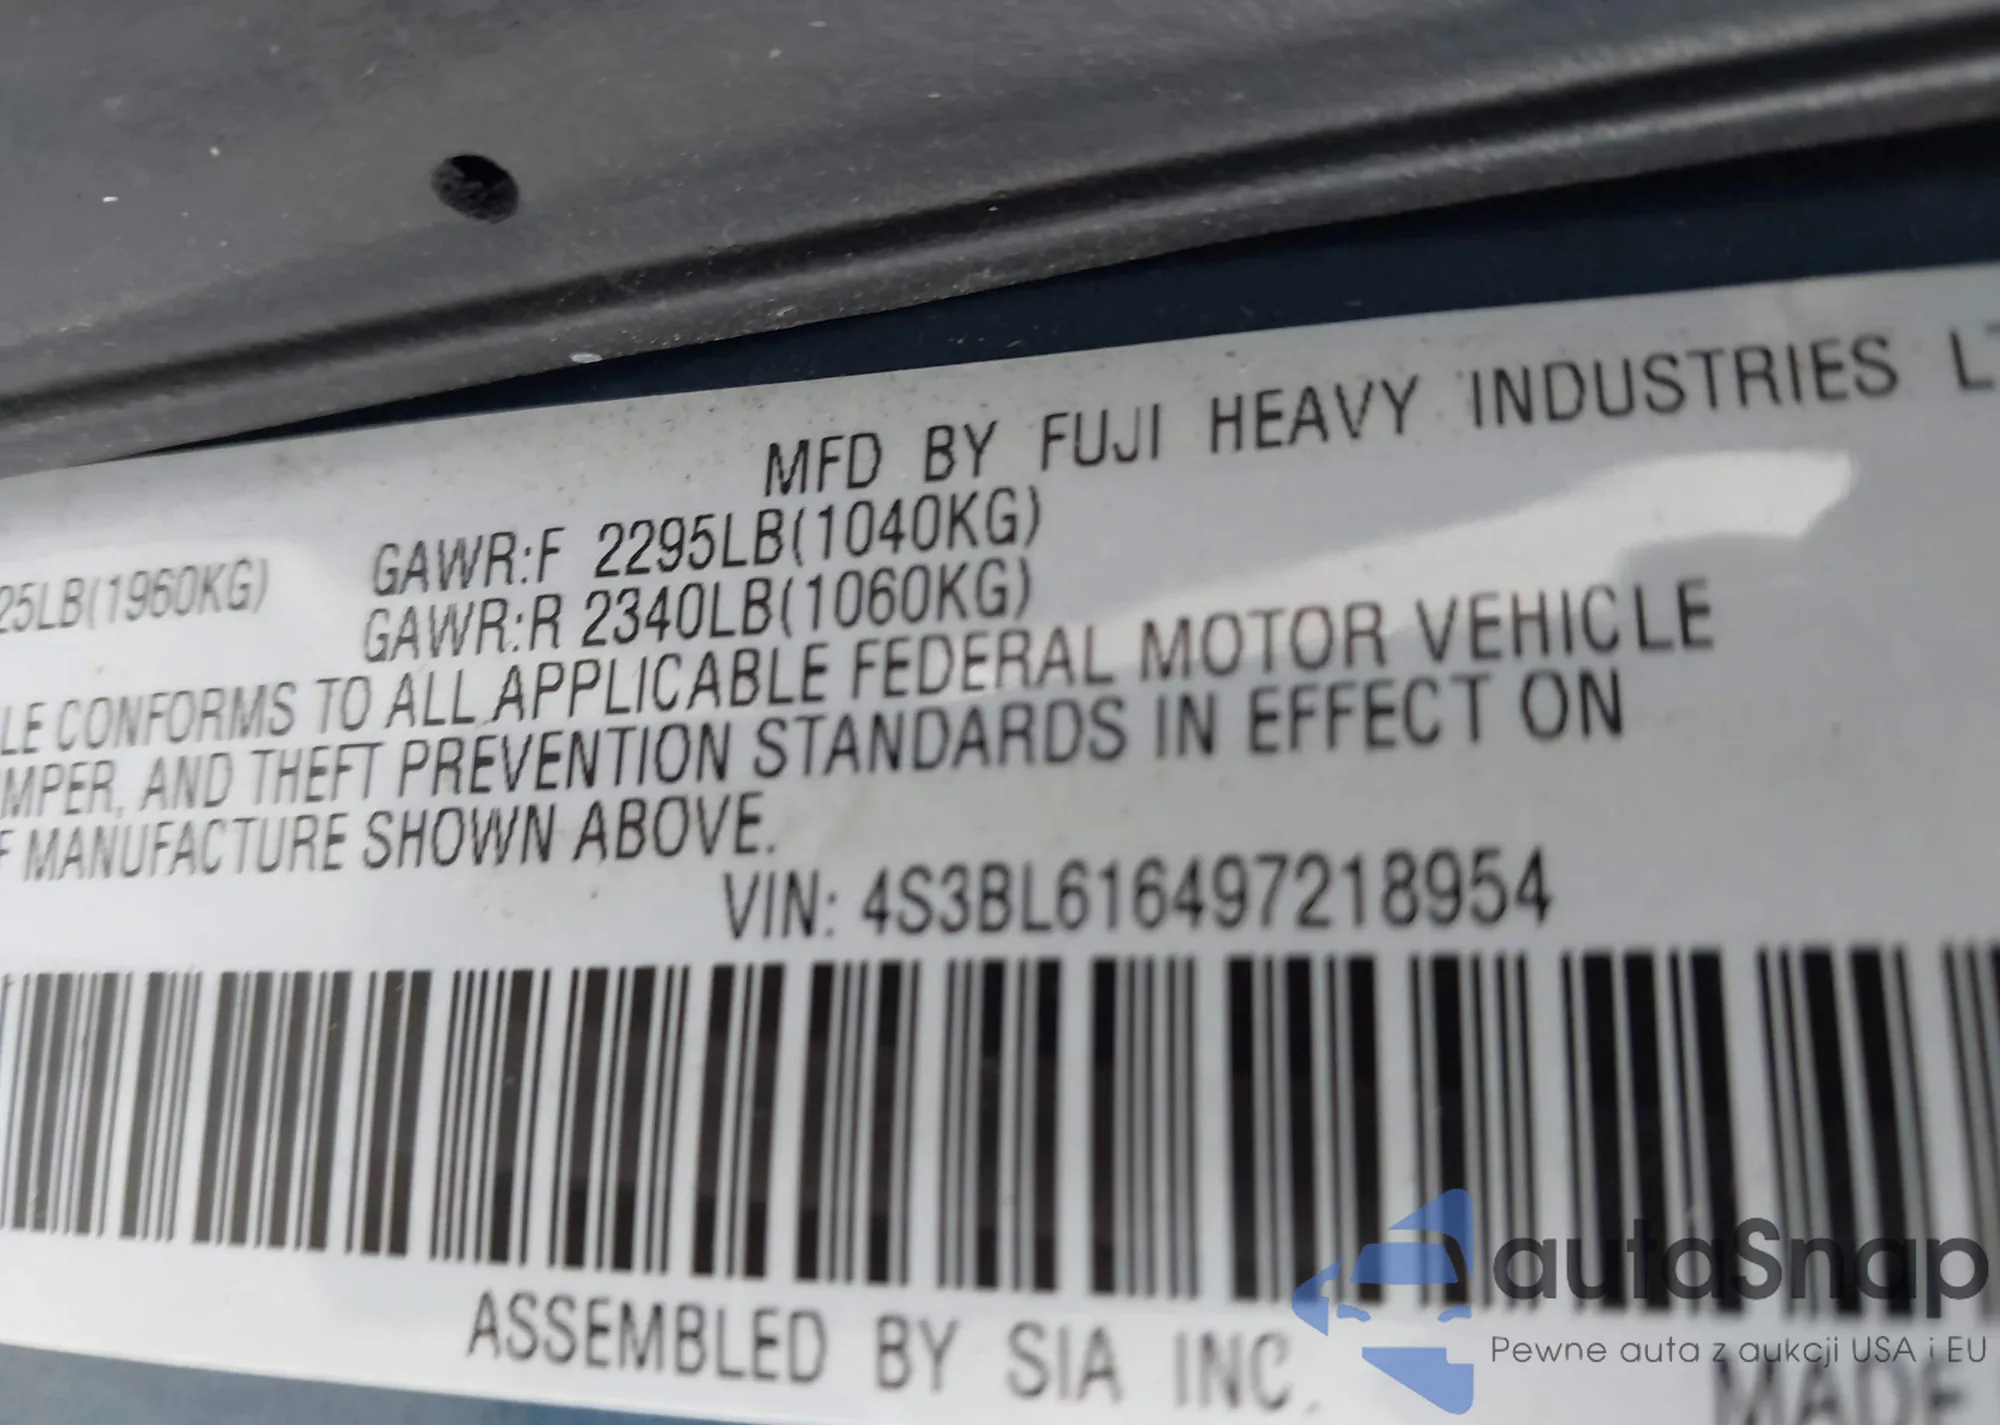 MFD BY FUJI HEAVY INDUSTRIES LT
25LB(1960KG) GAWR:F 2295LB(1040KG)
GAWR:R 2340LB(1060KG)
LE CONFORMS TO ALL APPLICABLE FEDERAL MOTOR VEHICLE
MPER, AND THEFT PREVENTION STANDARDS IN EFFECT ON
F MANUFACTURE SHOWN ABOVE.
VIN: 4S3BL616497218954
ASSEMBLED BY SIA INC.
MADE
autaSnap
Pewne auta z aukcji USA i EU